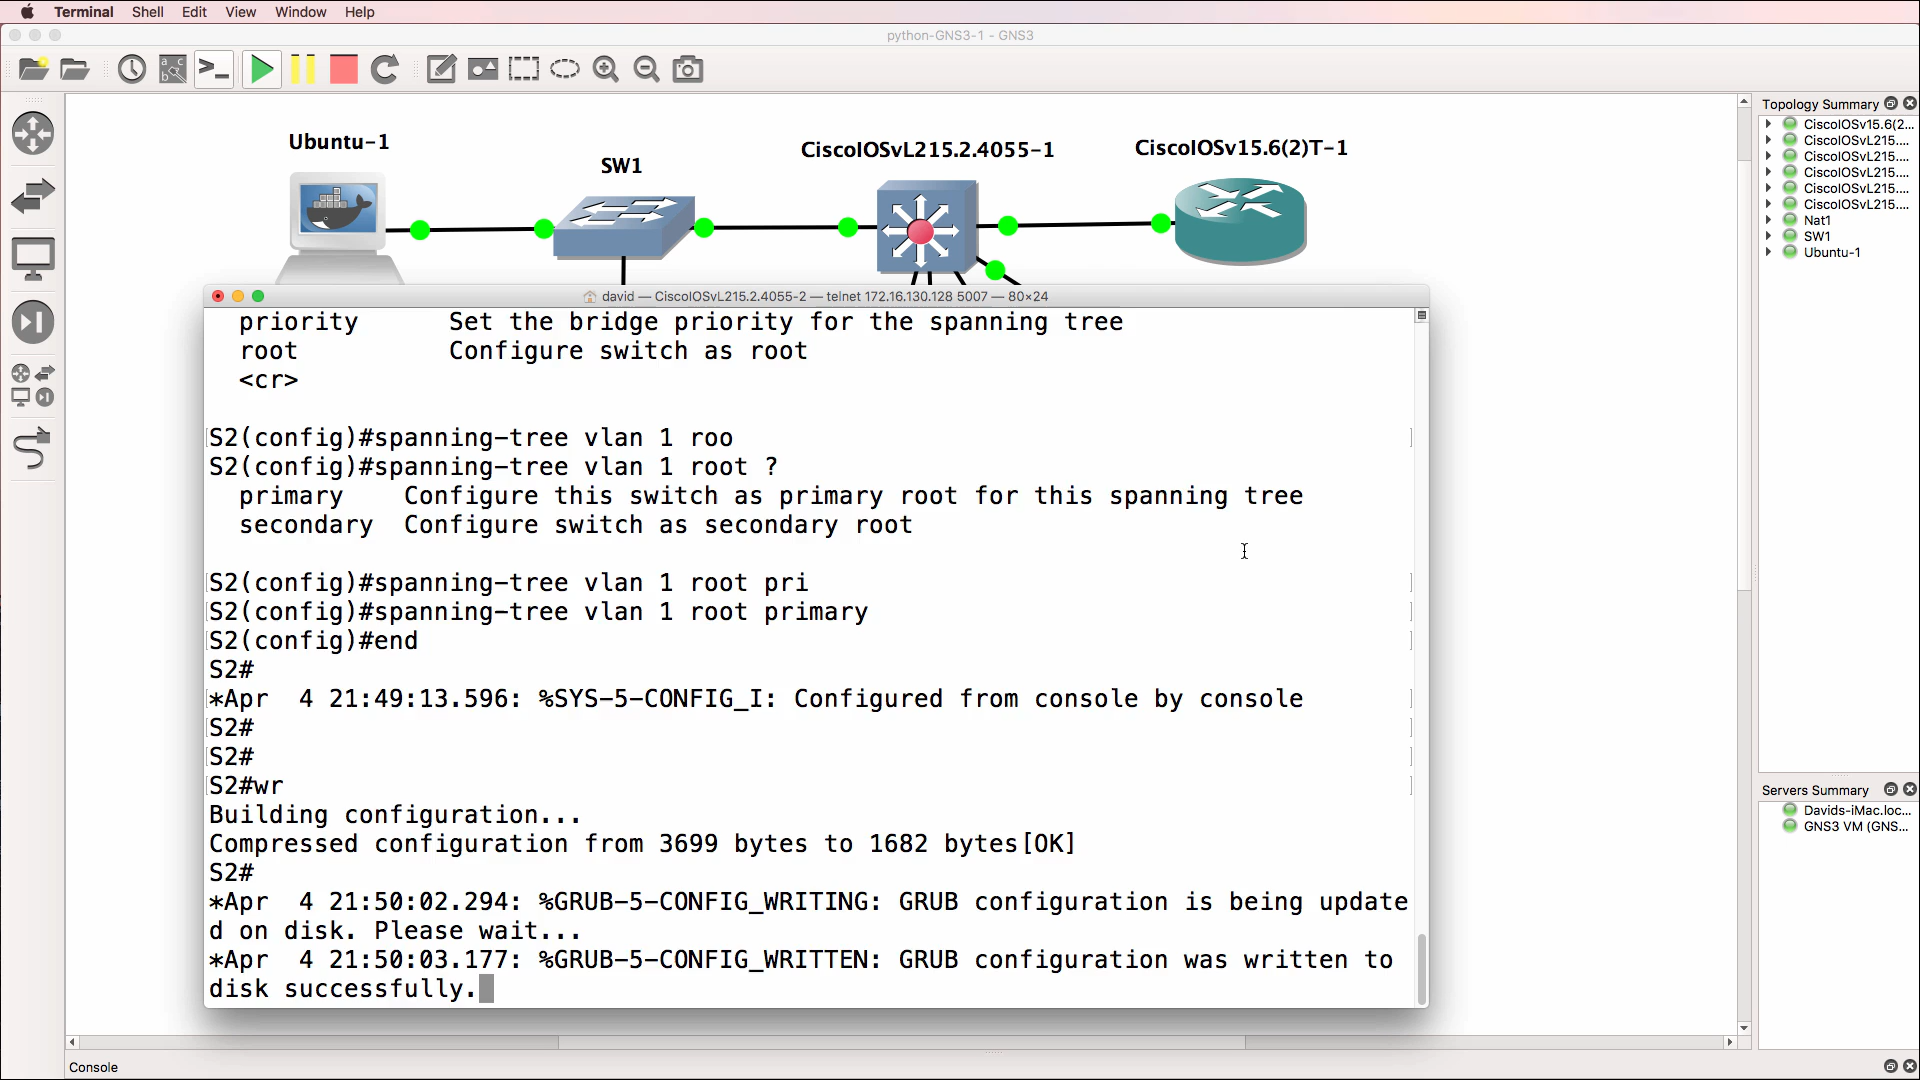 Terminal Shell Edit View Window Help
python-GNS3-1 - GNS3
Ubuntu-1
SW1
CiscoIOSvL215.2.4055-1
CiscoIOSv15.6(2)T-1
Topology Summary
CiscoIOSv15.6(2...
CiscoIOSvL215....
CiscoIOSvL215....
CiscoIOSvL215....
CiscoIOSvL215....
CiscoIOSvL215....
Nat1
SW1
Ubuntu-1
david — CiscoIOSvL215.2.4055-2 — telnet 172.16.130.128 5007 — 80×24
priority Set the bridge priority for the spanning tree
root Configure switch as root
<cr>
S2(config)#spanning-tree vlan 1 roo
S2(config)#spanning-tree vlan 1 root ?
primary Configure this switch as primary root for this spanning tree
secondary Configure switch as secondary root
S2(config)#spanning-tree vlan 1 root pri
S2(config)#spanning-tree vlan 1 root primary
S2(config)#end
S2#
*Apr 4 21:49:13.596: %SYS-5-CONFIG_I: Configured from console by console
S2#
S2#
S2#wr
Building configuration...
Compressed configuration from 3699 bytes to 1682 bytes[OK]
S2#
*Apr 4 21:50:02.294: %GRUB-5-CONFIG_WRITING: GRUB configuration is being update
d on disk. Please wait...
*Apr 4 21:50:03.177: %GRUB-5-CONFIG_WRITTEN: GRUB configuration was written to
disk successfully.
Servers Summary
Davids-iMac.loc...
GNS3 VM (GNS...
Console